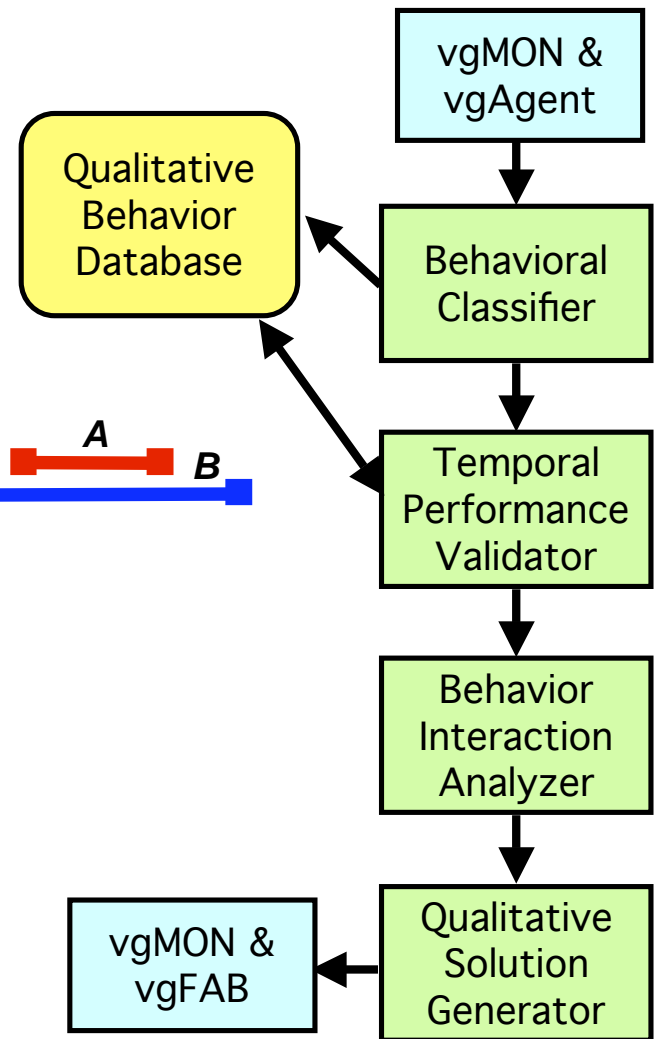 vgMON &
vgAgent
Qualitative
Behavior
Database
Behavioral
Classifier
A
B
Temporal
Performance
Validator
Behavior
Interaction
Analyzer
vgMON &
vgFAB
Qualitative
Solution
Generator